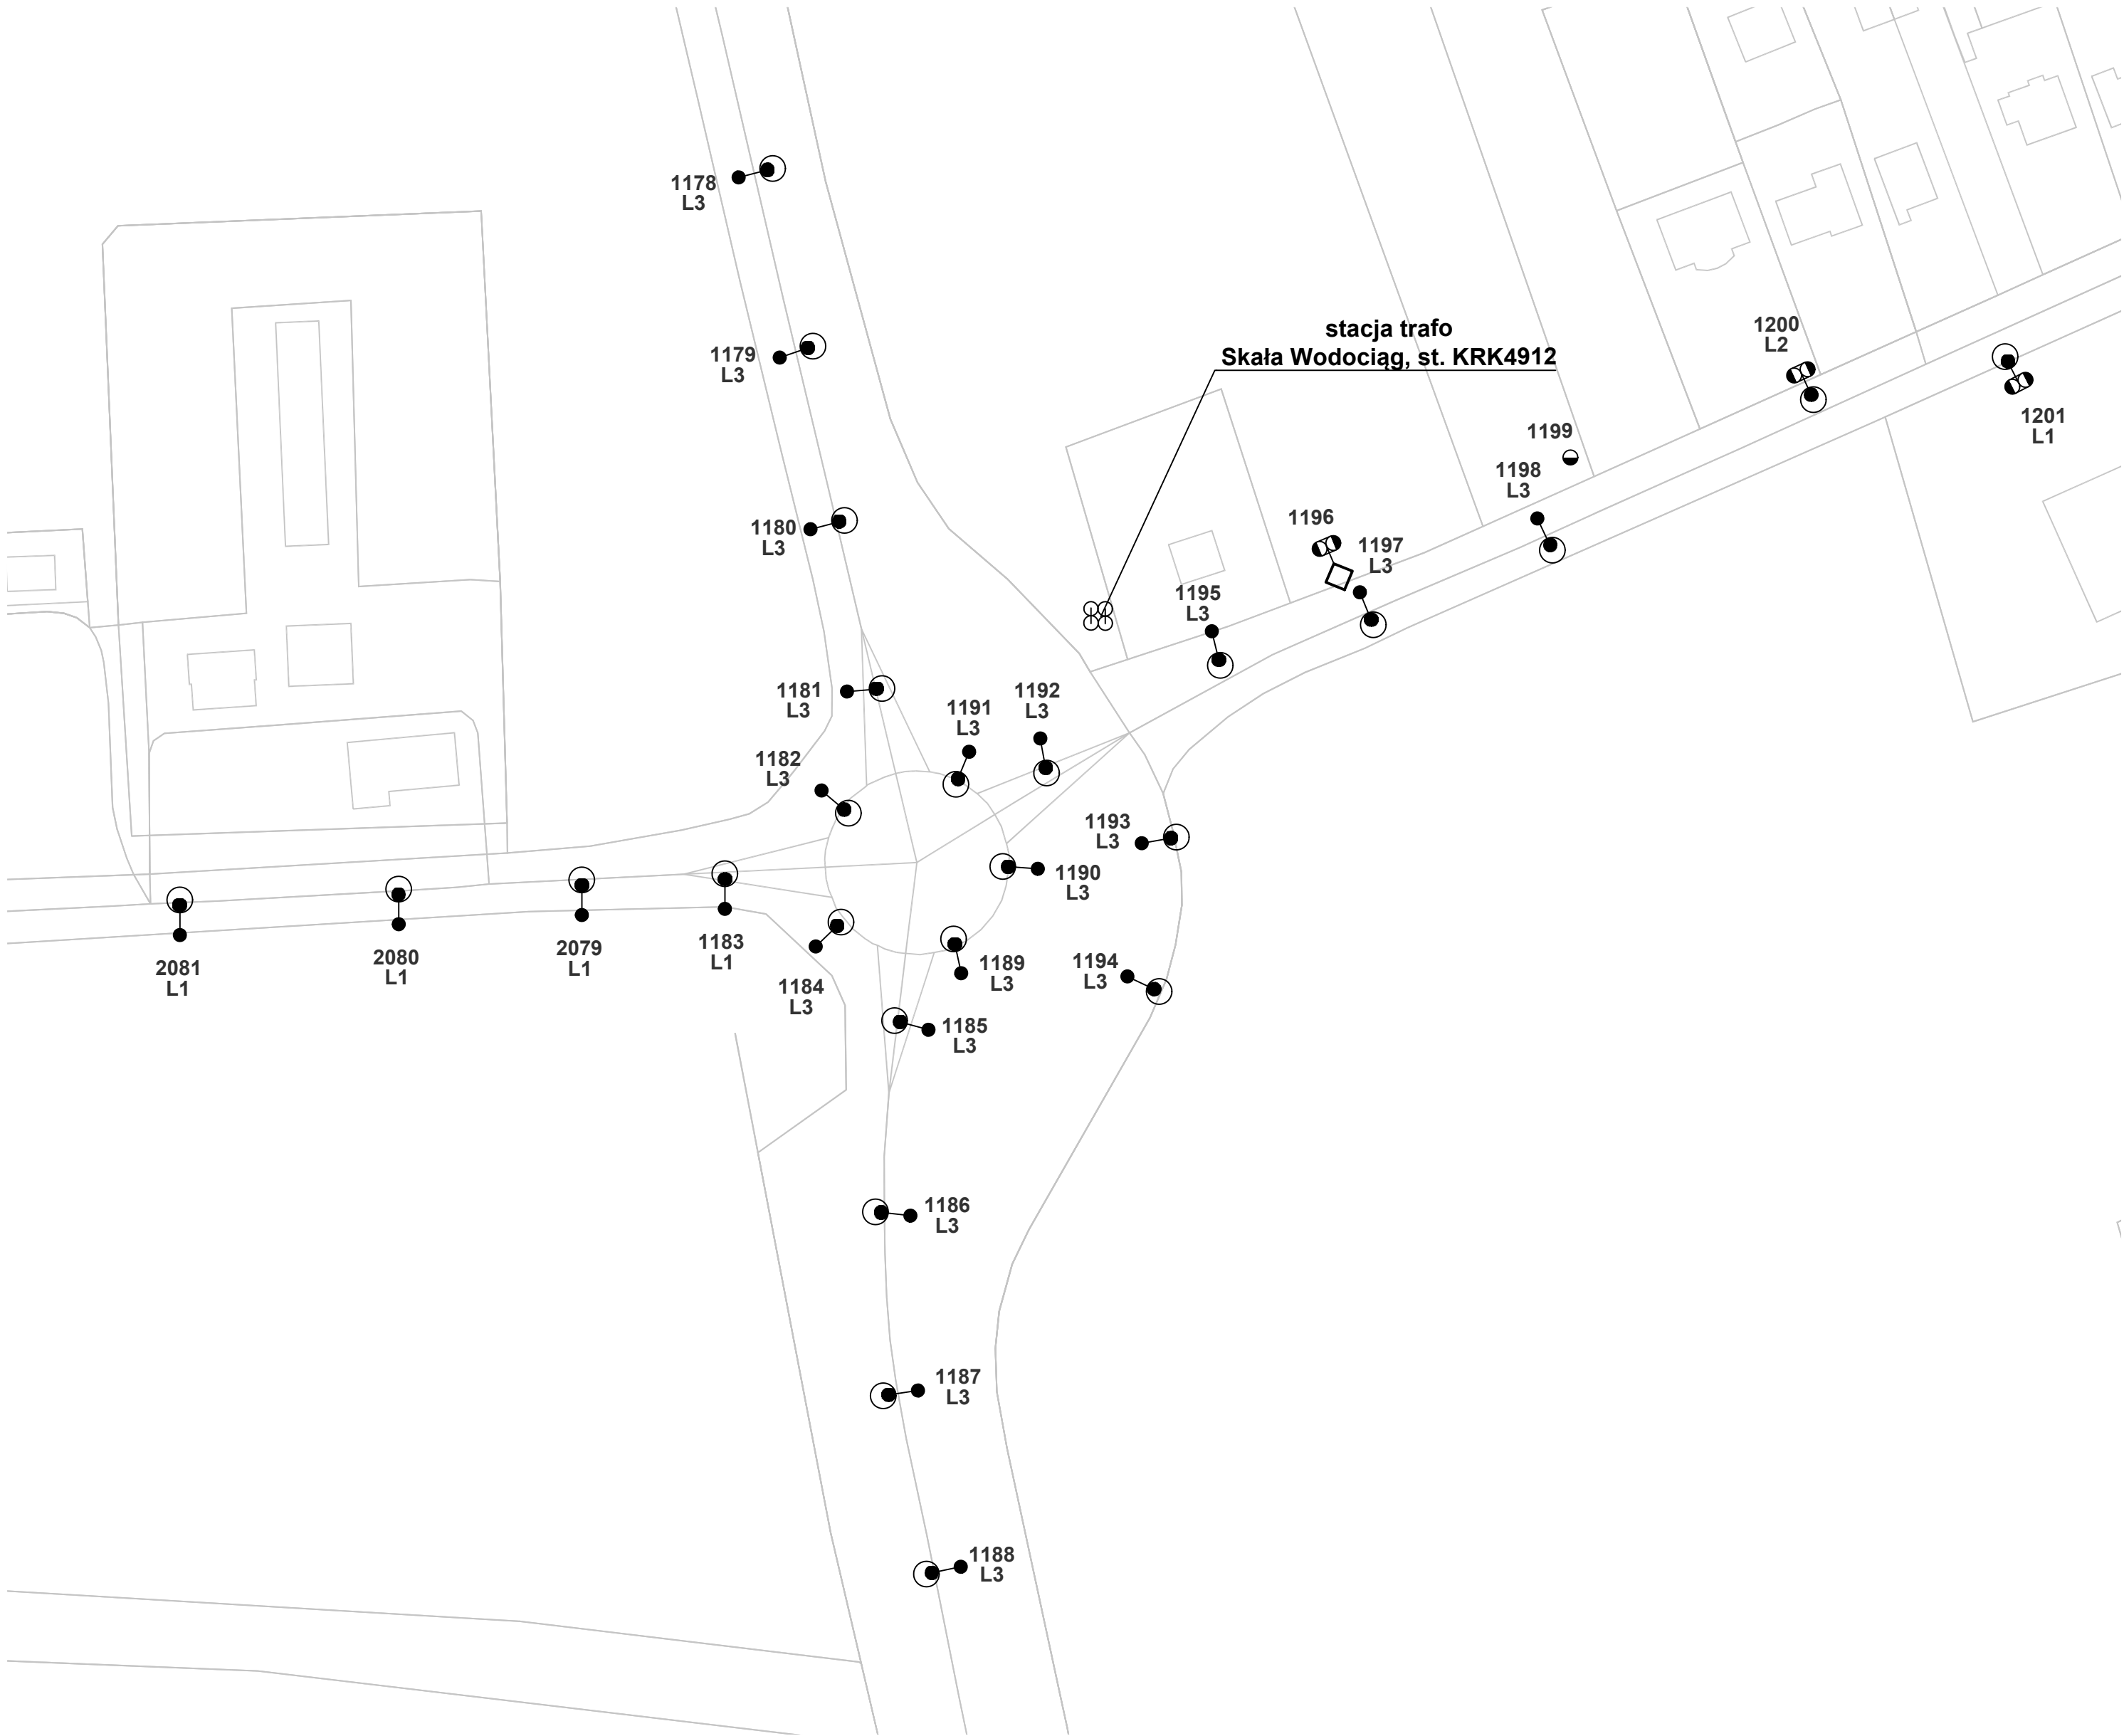 1178
L3
stacja trafo
Skała Wodociąg, st. KRK4912
1200
L2
1179
L3
1201
L1
1199
1198
L3
1180
L3
1196
1197
L3
1195
L3
1181
L3
1191
L3
1192
L3
1182
L3
1193
L3
1190
L3
2081
L1
2080
L1
2079
L1
1183
L1
1184
L3
1189
L3
1194
L3
1185
L3
1186
L3
1187
L3
1188
L3